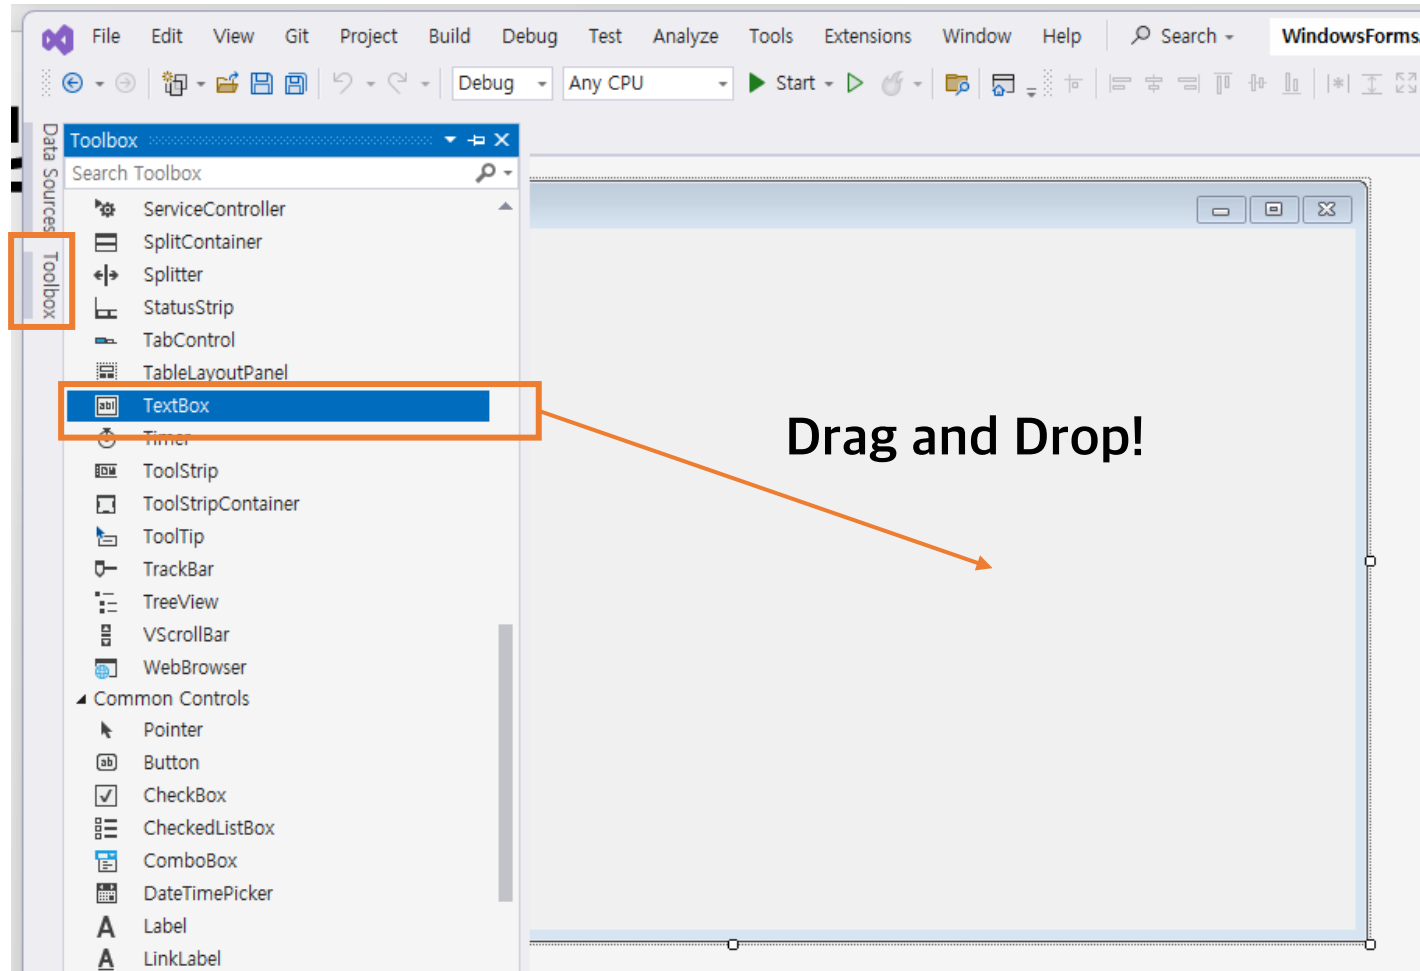 File Edit View Git Project Build Debug Test Analyze Tools Extensions Window Help Search WindowsForms
Debug Any CPU Start
Data Sources
Toolbox
Toolbox
Search Toolbox
ServiceController
SplitContainer
Splitter
StatusStrip
TabControl
TableLayoutPanel
TextBox
Timer
ToolStrip
ToolStripContainer
ToolTip
TrackBar
TreeView
VScrollBar
WebBrowser
Common Controls
Pointer
Button
CheckBox
CheckedListBox
ComboBox
DateTimePicker
Label
LinkLabel
Drag and Drop!